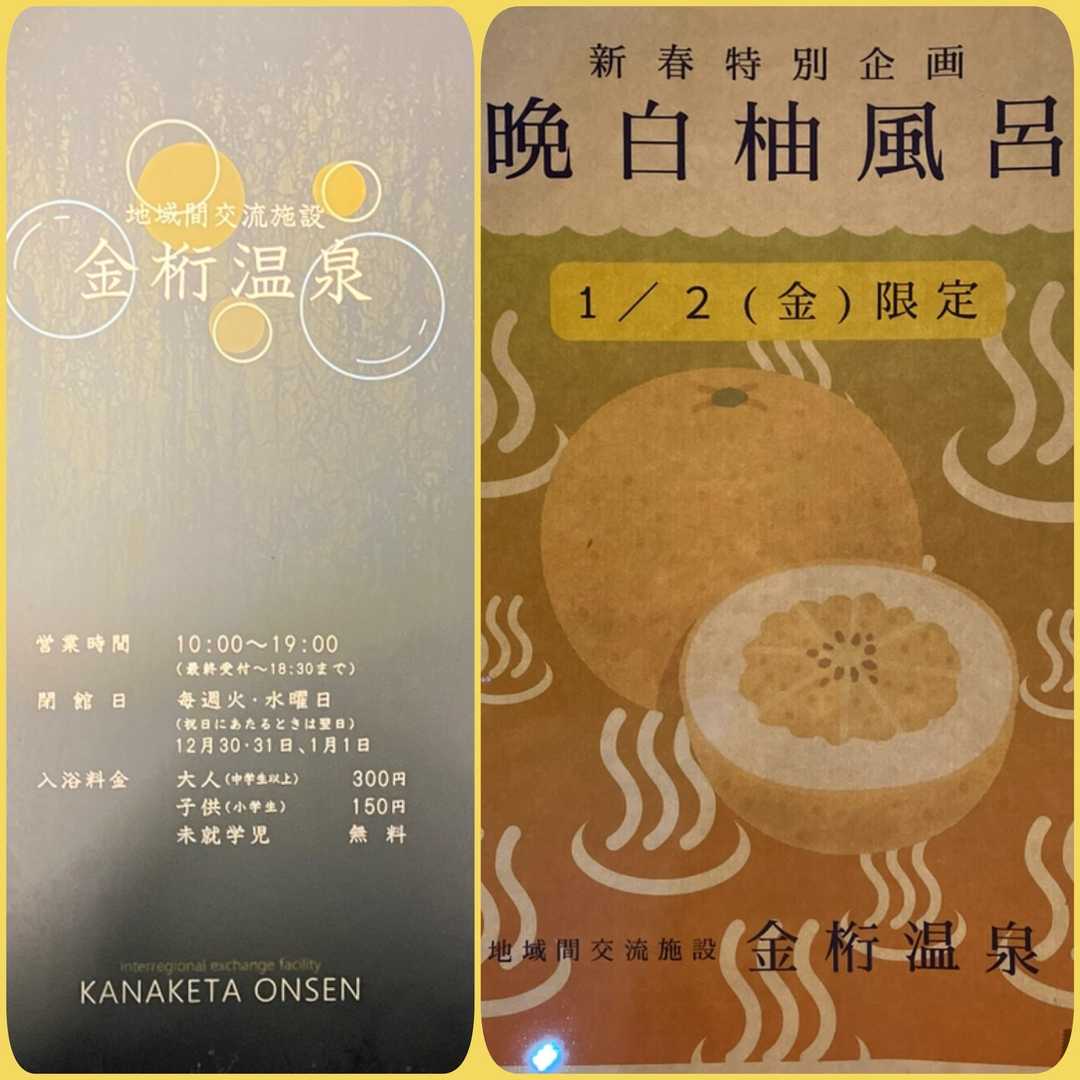 地域間交流施設
金桁温泉
営業時間 10:00～19:00
(最終受付～18:30まで)
閉館日 毎週火・水曜日
(祝日にあたるときは翌日)
12月30・31日、1月1日
入浴料金 大人(中学生以上) 300円
子供(小学生) 150円
未就学児 無料
interregional exchange facility
KANAKETA ONSEN
新春特別企画
晩白柚風呂
1／2(金)限定
地域間交流施設 金桁温泉